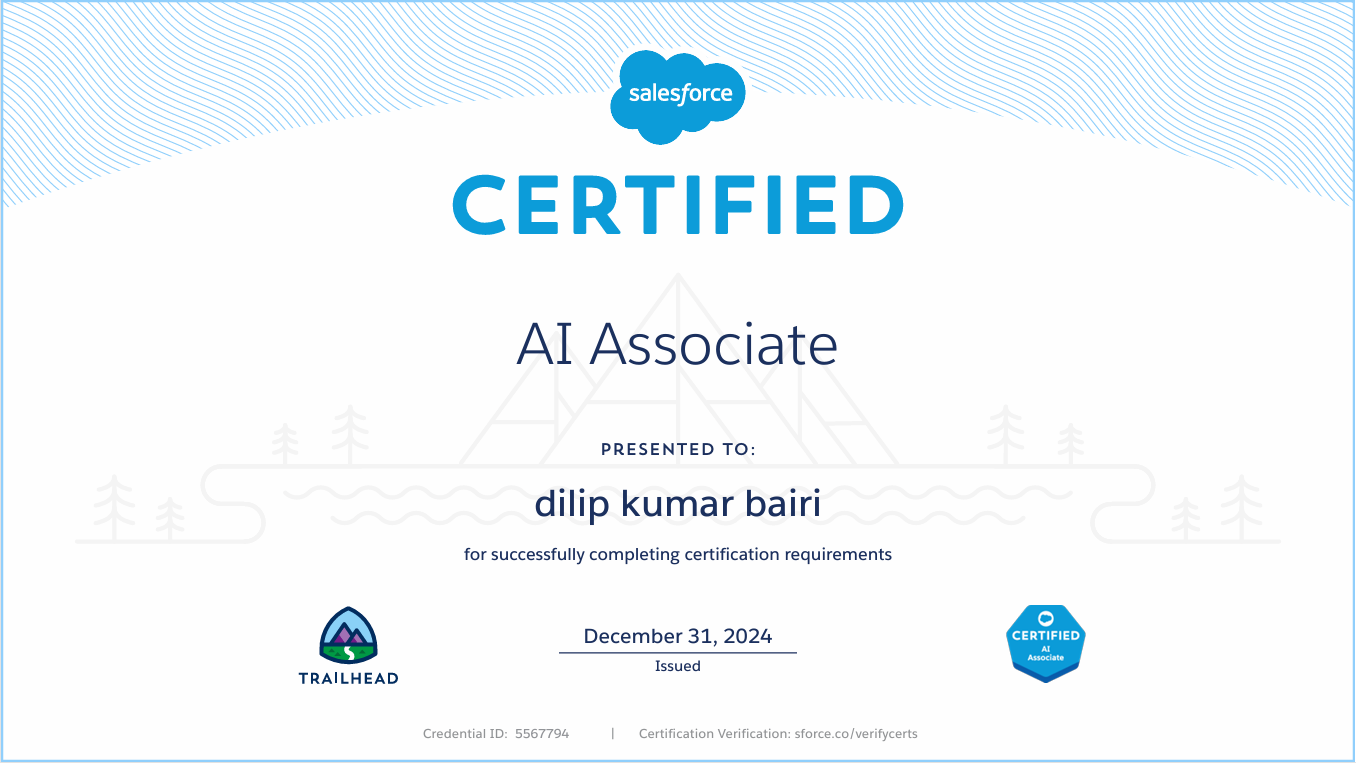 salesforce
CERTIFIED
AI Associate
PRESENTED TO:
dilip kumar bairi
for successfully completing certification requirements
TRAILHEAD
December 31, 2024
Issued
CERTIFIED
AI
Associate
Credential ID: 5567794 | Certification Verification: sforce.co/verifycerts